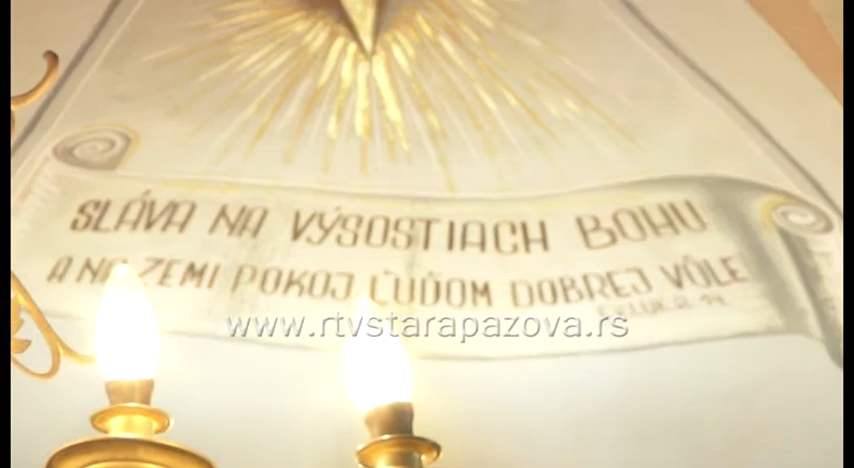 SLÁVA NA VÝSOSTIACH BOHU
A NA ZEMI POKOJ ĽUĎOM DOBREJ VÔLE
www.rtvstarapazova.rs